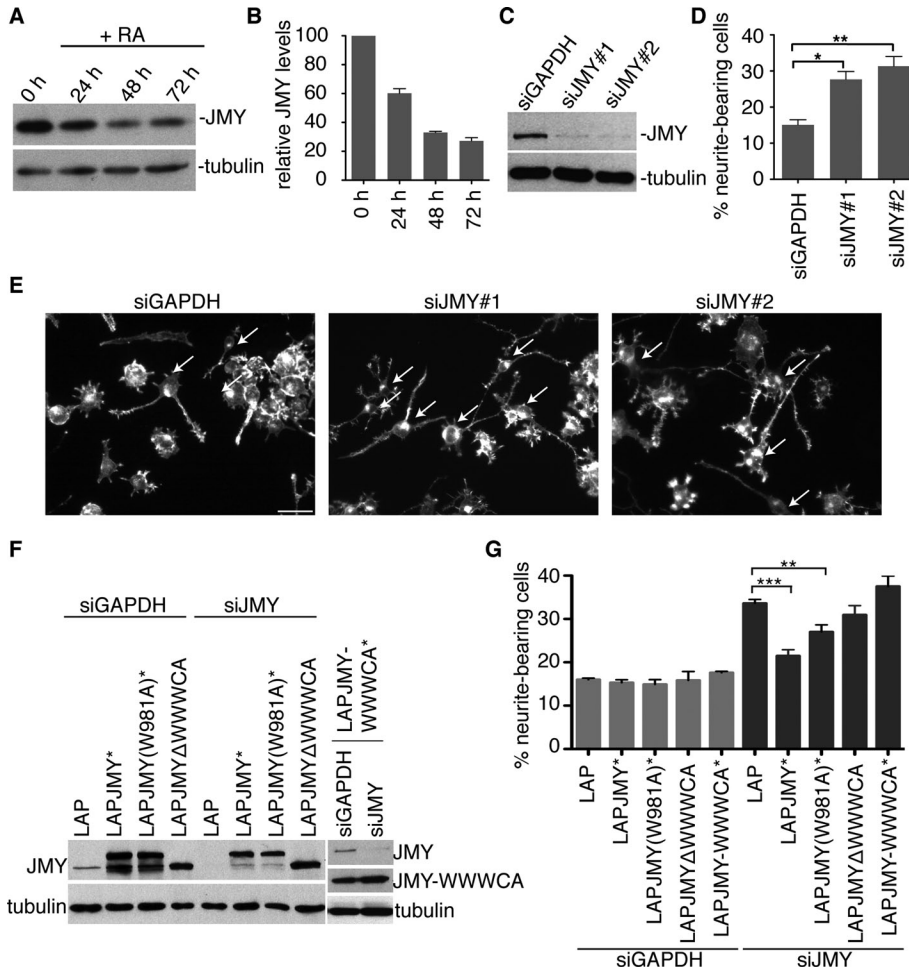 A
+ RA
0 h 24 h 48 h 72 h
-JMY
-tubulin
B
relative JMY levels
100
80
60
40
20
0
0 h 24 h 48 h 72 h
C
siGAPDH siJMY#1 siJMY#2
-JMY
-tubulin
D
% neurite-bearing cells
40
30
20
10
0
* **
siGAPDH siJMY#1 siJMY#2
E
siGAPDH siJMY#1 siJMY#2
F
siGAPDH siJMY
LAP LAPJMY* LAPJMY(W981A)* LAPJMYΔWWWCA LAP LAPJMY* LAPJMY(W981A)* LAPJMYΔWWWCA
LAPJMY-
WWWCA*
siGAPDH siJMY
JMY
tubulin
JMY
JMY-WWWCA
tubulin
G
% neurite-bearing cells
40
30
20
10
0
**
***
LAP LAPJMY* LAPJMY(W981A)* LAPJMYΔWWWCA LAPJMY-WWWCA* LAP LAPJMY* LAPJMY(W981A)* LAPJMYΔWWWCA LAPJMY-WWWCA*
siGAPDH siJMY